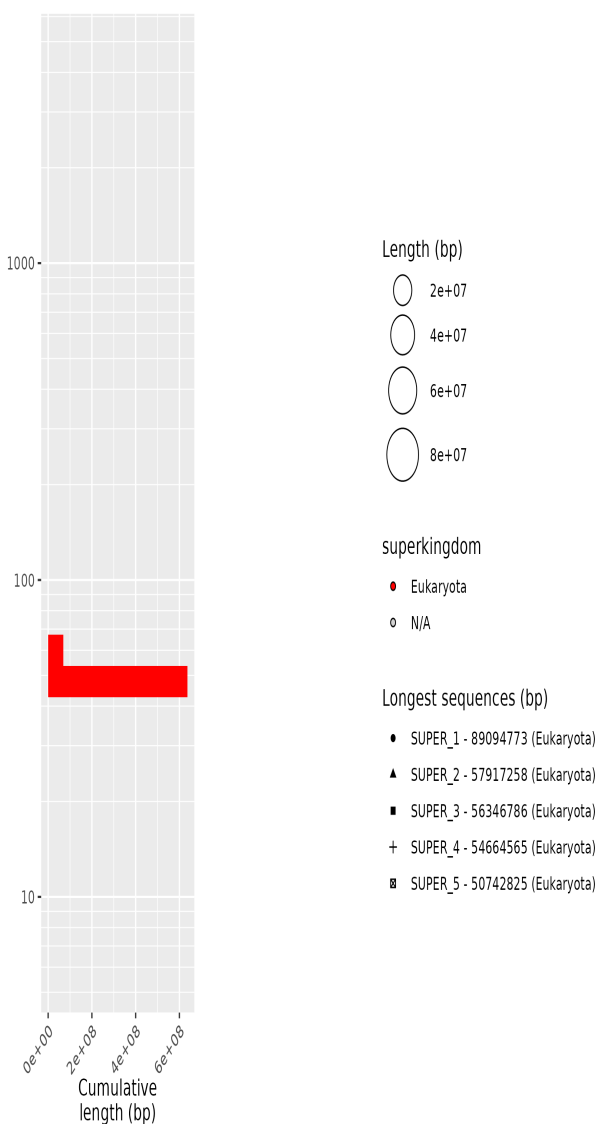 1000
100
10
0e+00
2e+08
4e+08
6e+08
Cumulative
length (bp)
Length (bp)
2e+07
4e+07
6e+07
8e+07
superkingdom
Eukaryota
N/A
Longest sequences (bp)
SUPER_1 - 89094773 (Eukaryota)
SUPER_2 - 57917258 (Eukaryota)
SUPER_3 - 56346786 (Eukaryota)
SUPER_4 - 54664565 (Eukaryota)
SUPER_5 - 50742825 (Eukaryota)